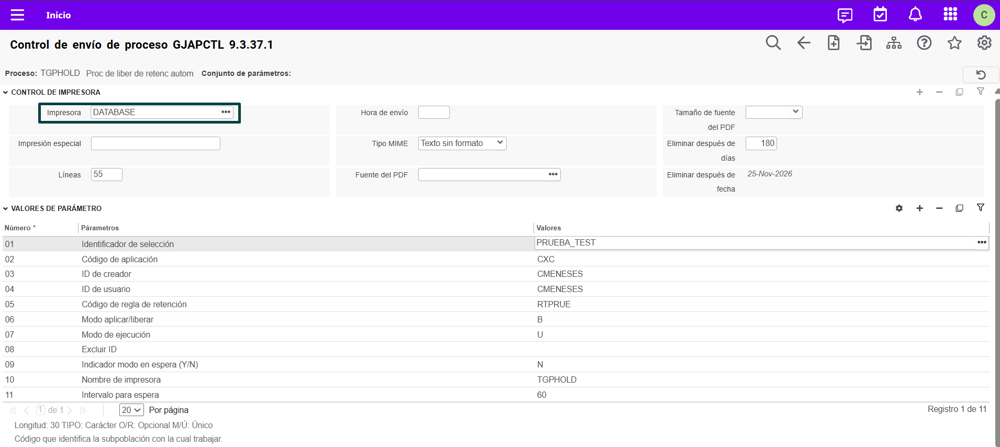 Inicio
C
Control de envío de proceso GJAPCTL 9.3.37.1
Proceso: TGPHOLD Proc de liber de retenc autom Conjunto de parámetros:
CONTROL DE IMPRESORA
Impresora DATABASE
Hora de envío
Tamaño de fuente del PDF
Impresión especial
Tipo MIME Texto sin formato
Eliminar después de días 180
Líneas 55
Fuente del PDF
Eliminar después de fecha 25-Nov-2026
VALORES DE PARÁMETRO
Número * Párametros Valores
01 Identificador de selección PRUEBA_TEST
02 Código de aplicación CXC
03 ID de creador CMENESES
04 ID de usuario CMENESES
05 Código de regla de retención RTPRUE
06 Modo aplicar/liberar B
07 Modo de ejecución U
08 Excluir ID
09 Indicador modo en espera (Y/N) N
10 Nombre de impresora TGPHOLD
11 Intervalo para espera 60
1 de 1 20 Por página Registro 1 de 11
Longitud: 30 TIPO: Carácter O/R: Opcional M/Ú: Único
Código que identifica la subpoblación con la cual trabajar.